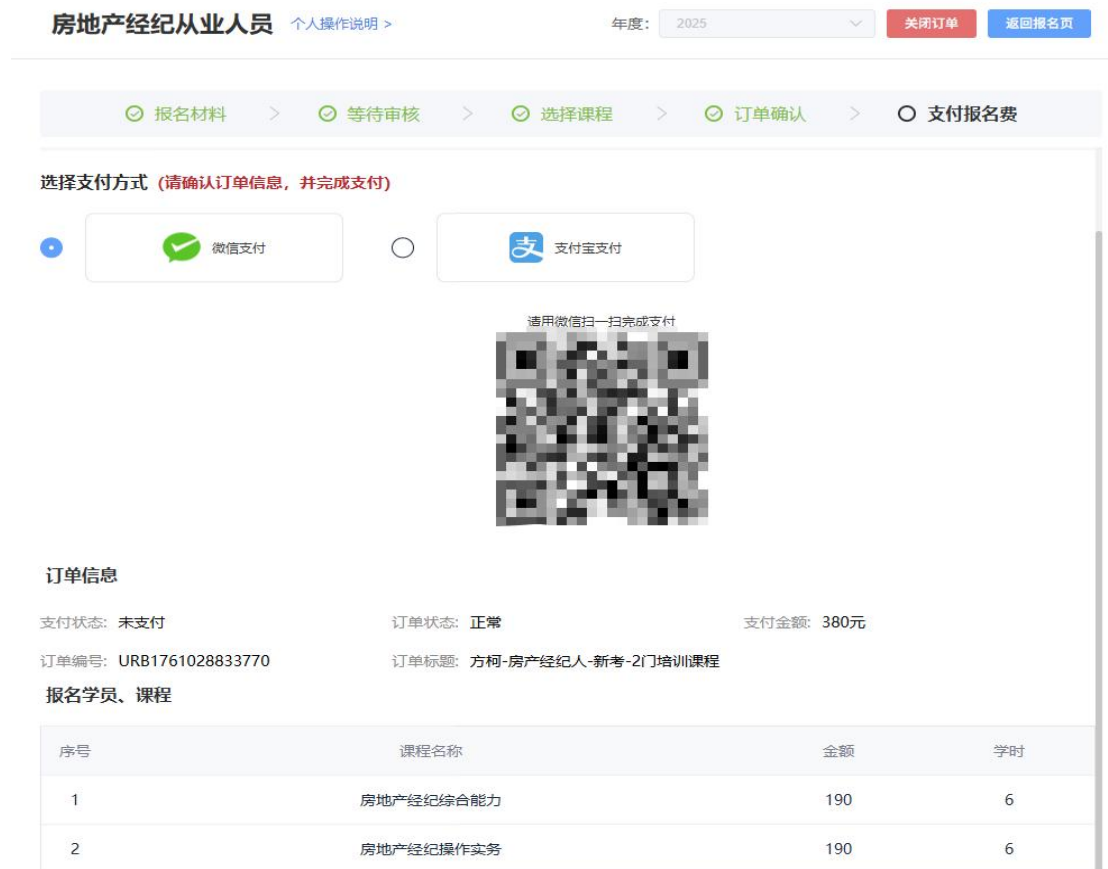 房地产经纪从业人员 个人操作说明 > 年度： 2025 关闭订单 返回报名页
报名材料 > 等待审核 > 选择课程 > 订单确认 > 支付报名费
选择支付方式 (请确认订单信息，并完成支付)
微信支付 支 支付宝支付
请用微信扫一扫完成支付
订单信息
支付状态: 未支付 订单状态: 正常 支付金额: 380元
订单编号: URB1761028833770 订单标题: 方柯-房产经纪人-新考-2门培训课程
报名学员、课程
序号 课程名称 金额 学时
1 房地产经纪综合能力 190 6
2 房地产经纪操作实务 190 6